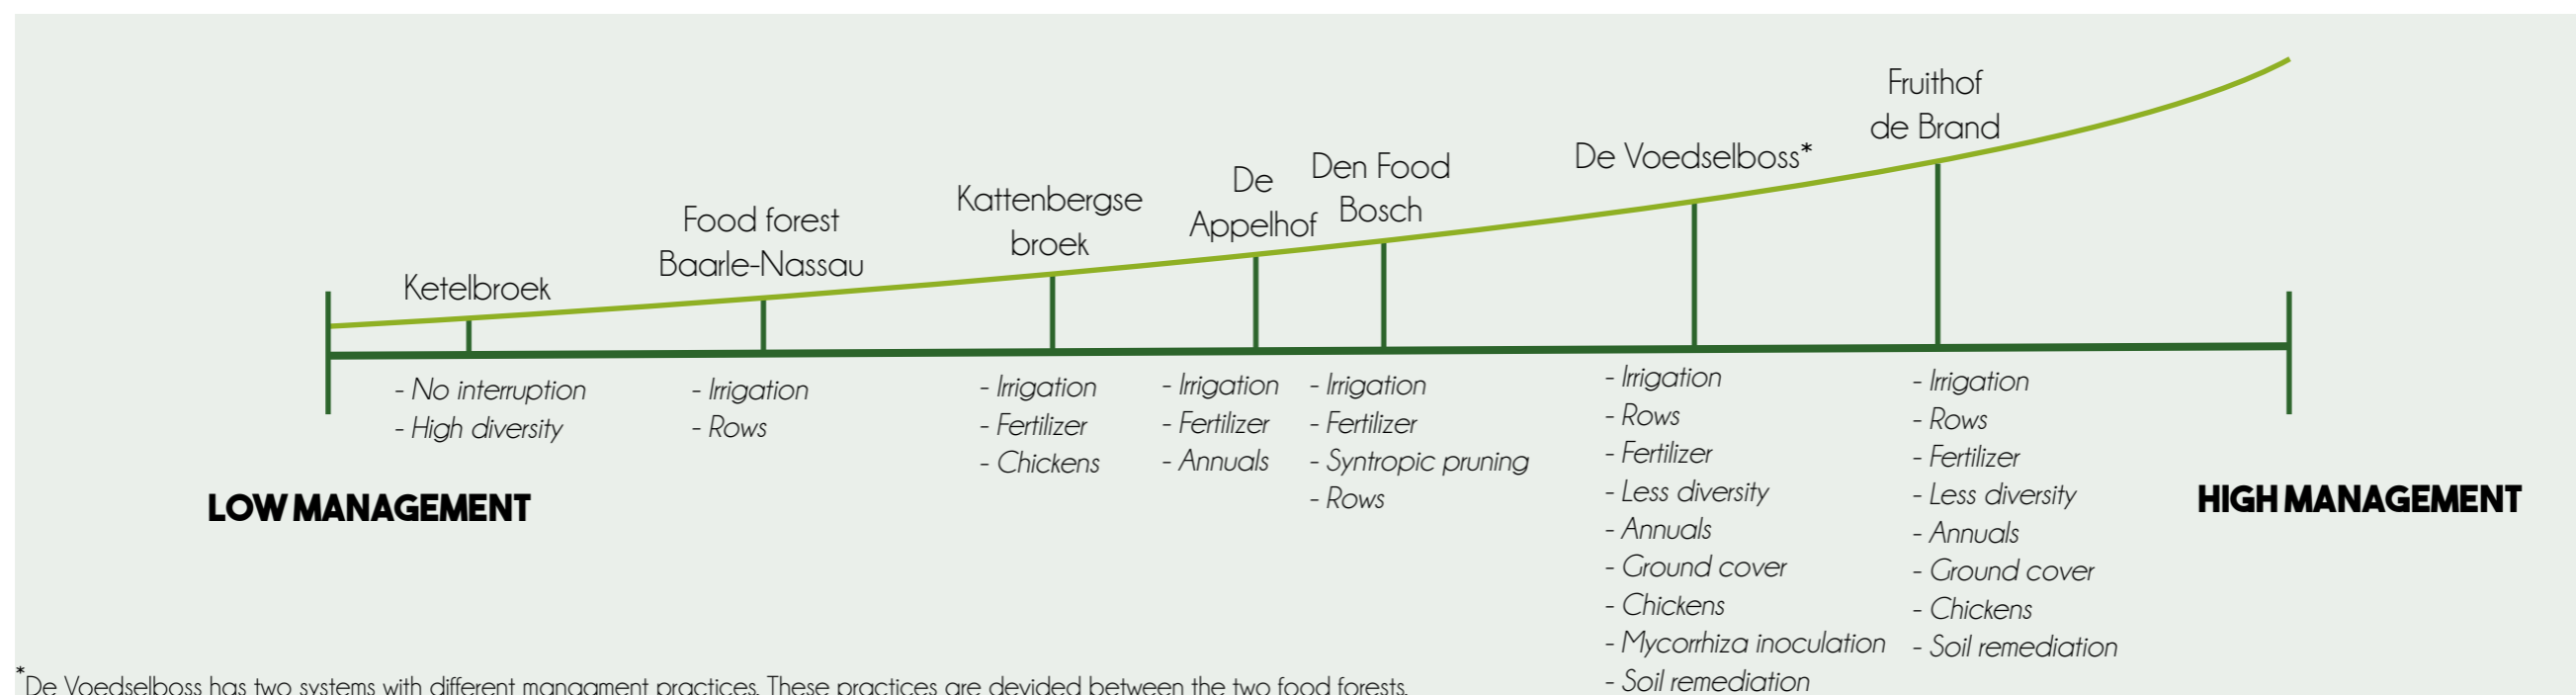 Ketelbroek
Food forest
Baarle-Nassau
Kattenbergse
broek
De
Appelhof
Den Food
Bosch
De Voedselboss*
Fruithof
de Brand
- No interruption
- High diversity
- Irrigation
- Rows
- Irrigation
- Fertilizer
- Chickens
- Irrigation
- Fertilizer
- Annuals
- Irrigation
- Fertilizer
- Syntropic pruning
- Rows
- Irrigation
- Rows
- Fertilizer
- Less diversity
- Annuals
- Ground cover
- Chickens
- Mycorrhiza inoculation
- Soil remediation
- Irrigation
- Rows
- Fertilizer
- Less diversity
- Annuals
- Ground cover
- Chickens
- Soil remediation
LOW MANAGEMENT
HIGH MANAGEMENT
*De Voedselboss has two systems with different managment practices. These practices are devided between the two food forests.